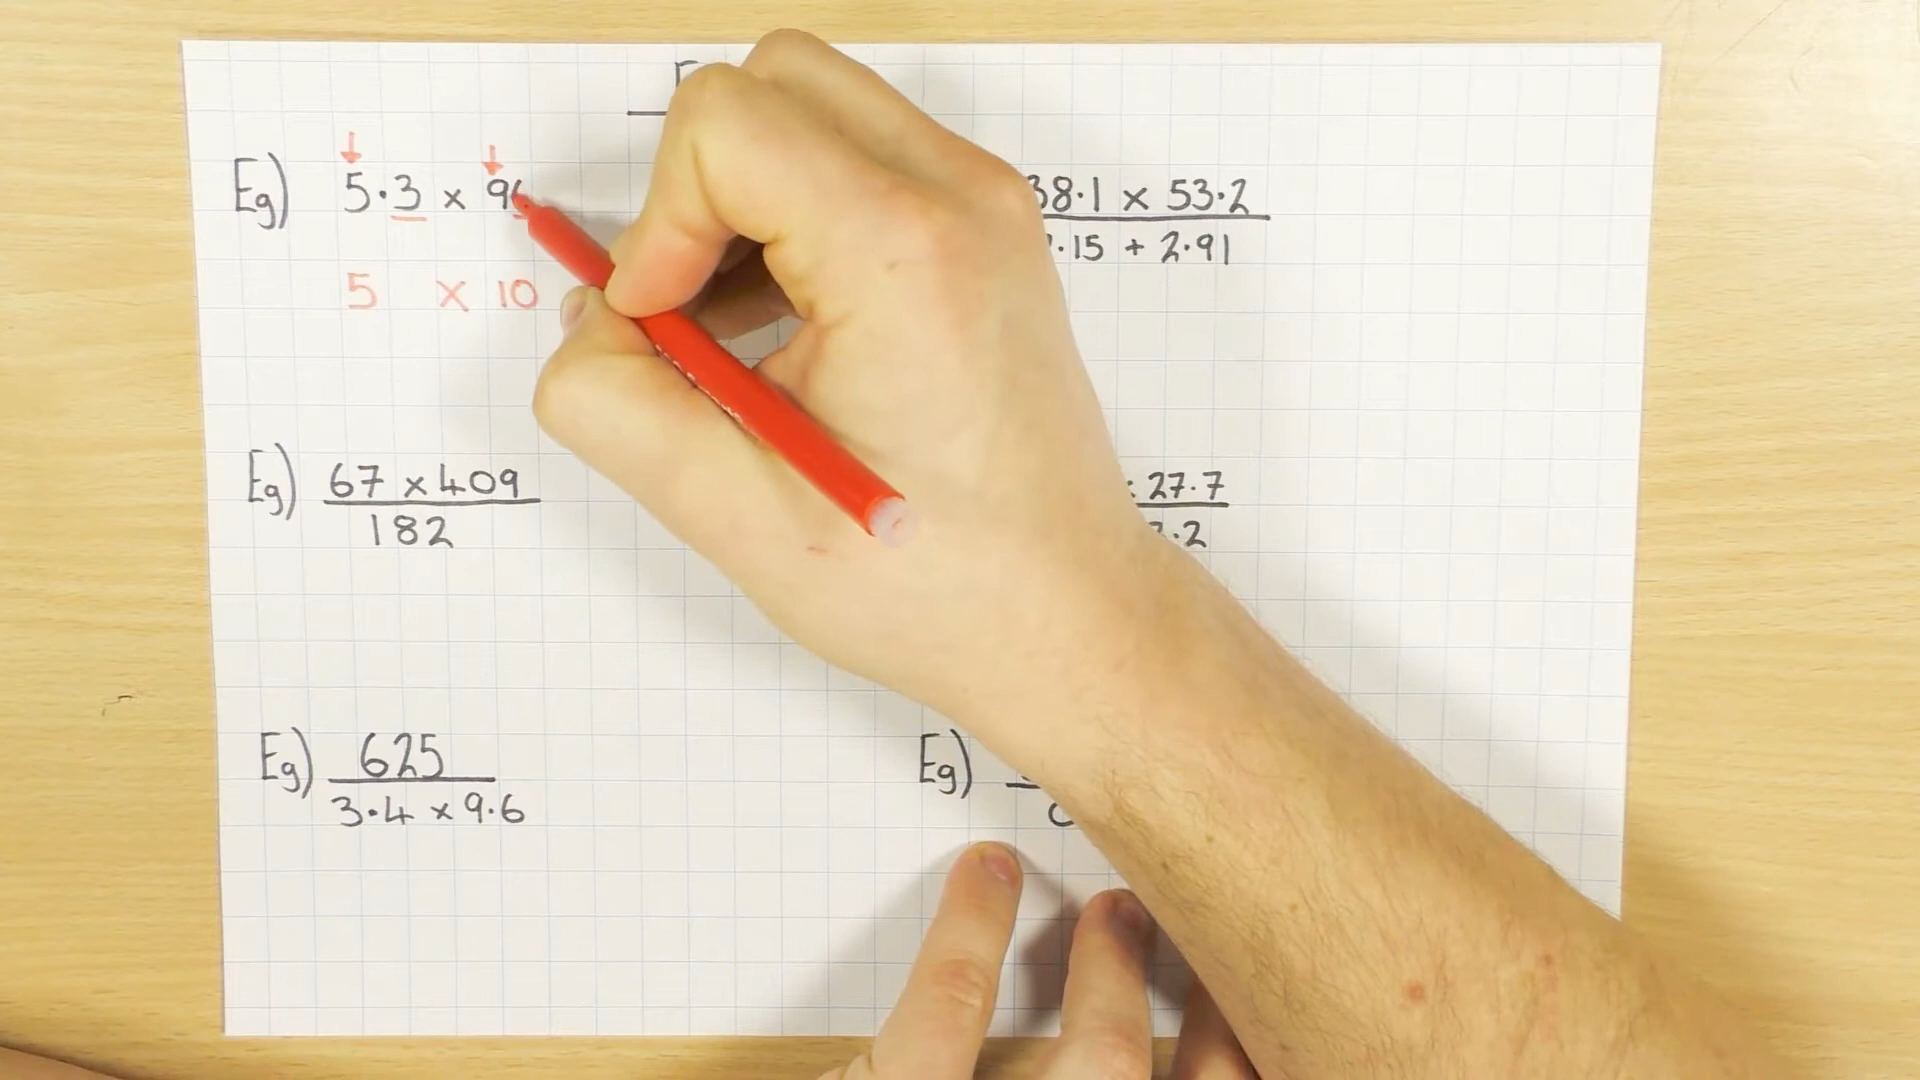 Eg) 5·3 x 9
5 x 10
38·1 x 53·2
·15 + 2·91
Eg) 67 x 409
182
27·7
·2
Eg) 625
3·4 x 9·6
Eg)